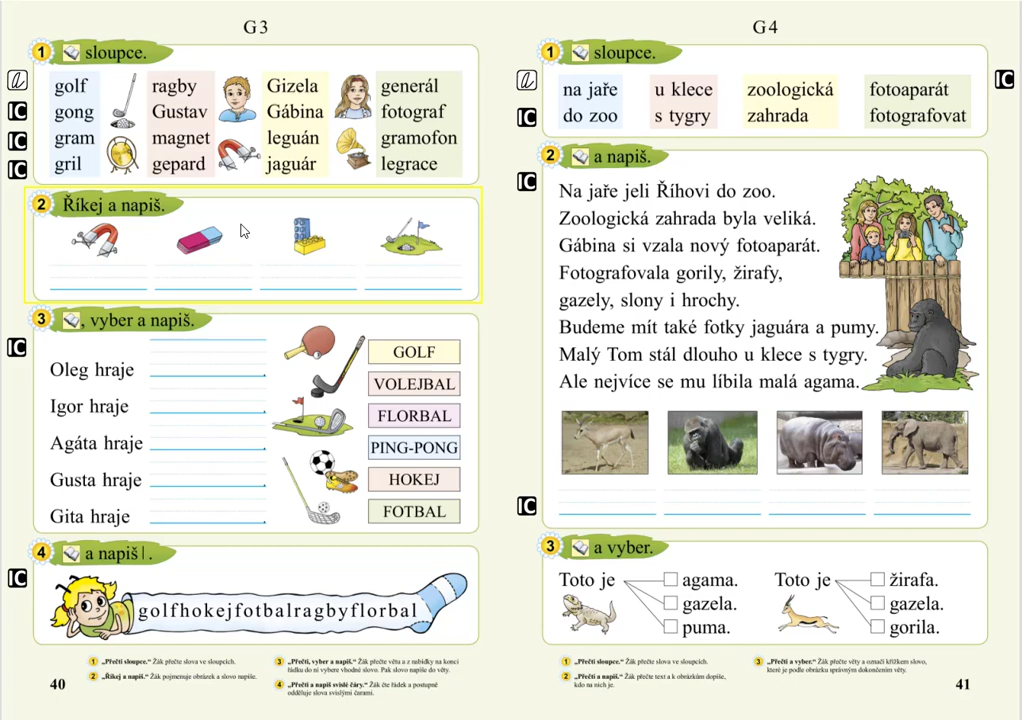 G3
1 sloupce.
golf ragby Gizela generál
gong Gustav Gábina fotograf
gram magnet leguán gramofon
gril gepard jaguár legrace
2 Říkej a napiš.
3 , vyber a napiš.
Oleg hraje
Igor hraje
Agáta hraje
Gusta hraje
Gita hraje
GOLF
VOLEJBAL
FLORBAL
PING-PONG
HOKEJ
FOTBAL
4 a napiš|.
golfhokejfotbalragbyflorbal
1 „Přečti sloupce.“ Žák přečte slova ve sloupcích.
2 „Říkej a napiš.“ Žák pojmenuje obrázek a slovo napíše.
3 „Přečti, vyber a napiš.“ Žák přečte větu a z nabídky na konci
řádku do ní vybere vhodné slovo. Pak slovo napíše do věty.
4 „Přečti a napiš svislé čáry.“ Žák čte řádek a postupně
odděluje slova svislými čarami.
40
G4
1 sloupce.
na jaře u klece zoologická fotoaparát
do zoo s tygry zahrada fotografovat
2 a napiš.
Na jaře jeli Říhovi do zoo.
Zoologická zahrada byla veliká.
Gábina si vzala nový fotoaparát.
Fotografovala gorily, žirafy,
gazely, slony i hrochy.
Budeme mít také fotky jaguára a pumy.
Malý Tom stál dlouho u klece s tygry.
Ale nejvíce se mu líbila malá agama.
3 a vyber.
Toto je agama. Toto je žirafa.
gazela. gazela.
puma. gorila.
1 „Přečti sloupce.“ Žák přečte slova ve sloupcích.
2 „Přečti a napiš.“ Žák přečte text a k obrázkům dopíše,
kdo na nich je.
3 „Přečti a vyber.“ Žák přečte věty a označí křížkem slovo,
které je podle obrázku správným dokončením věty.
41
IC
IC
IC
IC
IC
IC
IC
IC
IC